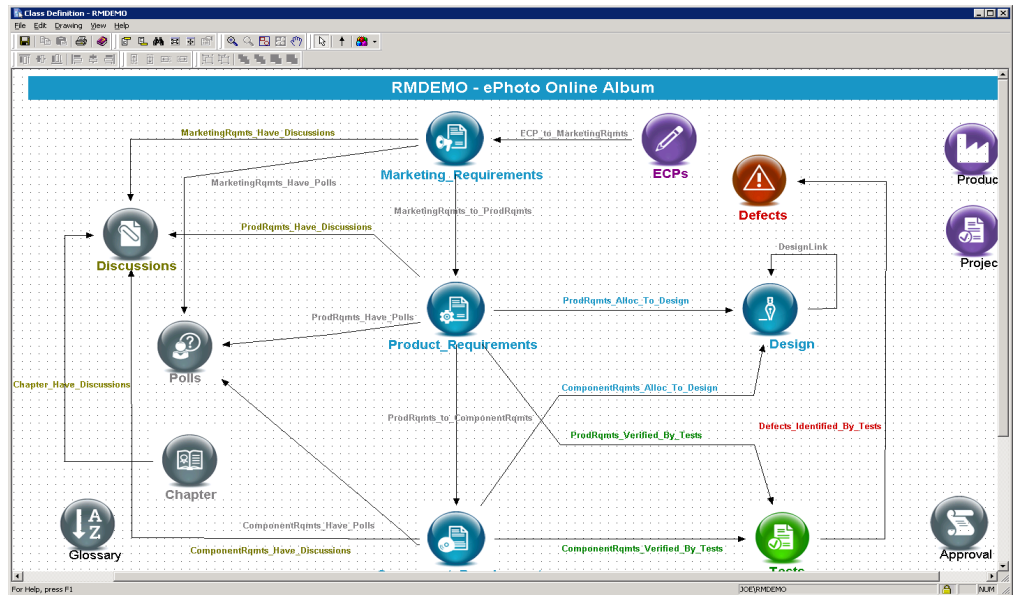 Class Definition - RMDEMO
File Edit Drawing View Help
RMDEMO - ePhoto Online Album
MarketingRqmts_Have_Discussions
ECP_to_MarketingRqmts
Marketing_Requirements
ECPs
Produc
MarketingRqmts_Have_Polls
Defects
MarketingRqmts_to_ProdRqmts
ProdRqmts_Have_Discussions
DesignLink
Discussions
Projec
ProdRqmts_Alloc_To_Design
ProdRqmts_Have_Polls
Product_Requirements
Design
Polls
Chapter_Have_Discussions
ComponentRqmts_Alloc_To_Design
ProdRqmts_to_ComponentRqmts
Defects_Identified_By_Tests
ProdRqmts_Verified_By_Tests
Chapter
A
Z
ComponentRqmts_Have_Polls
Glossary
ComponentRqmts_Have_Discussions
ComponentRqmts_Verified_By_Tests
Approval
Tests
For Help, press F1
JOE\RMDEMO
NUM